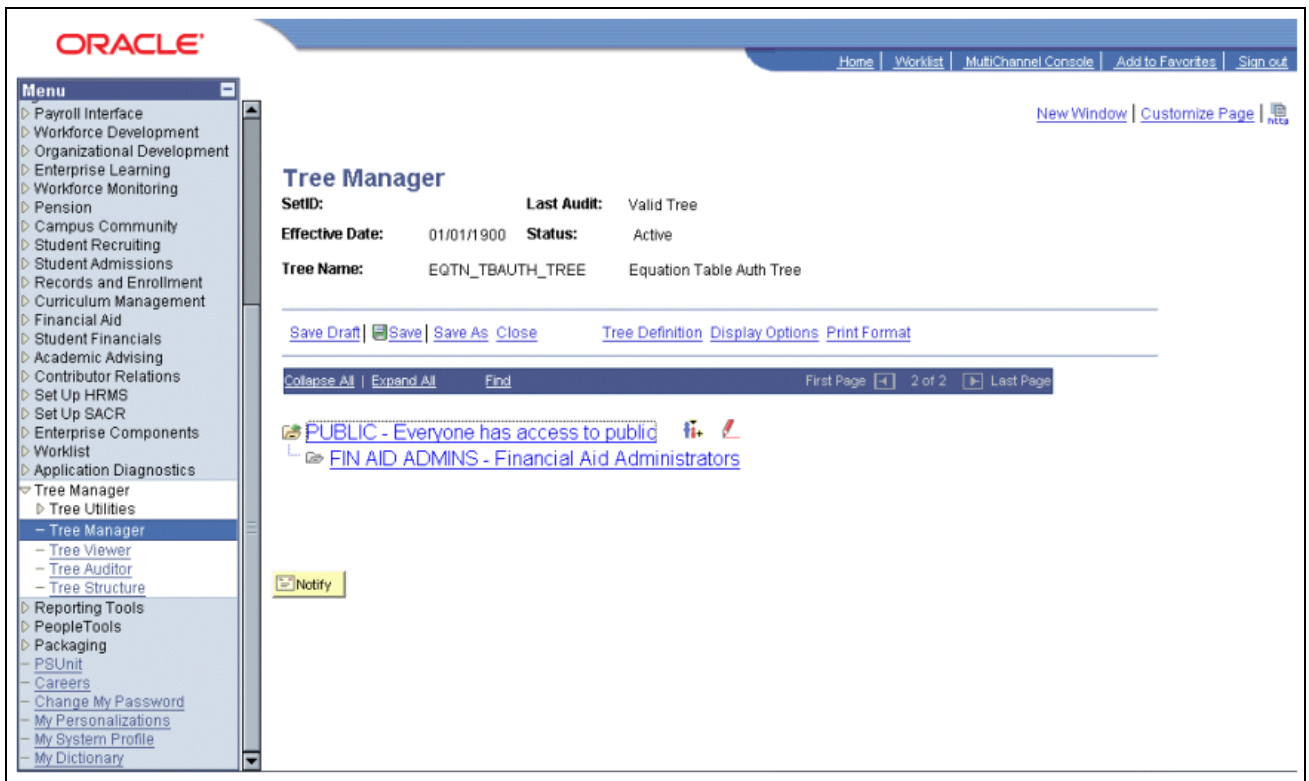 ORACLE'
Home | Worklist | MultiChannel Console | Add to Favorites | Sign out
Menu
New Window | Customize Page | http
Payroll Interface
Workforce Development
Organizational Development
Enterprise Learning
Workforce Monitoring
Pension
Campus Community
Student Recruiting
Student Admissions
Records and Enrollment
Curriculum Management
Financial Aid
Student Financials
Academic Advising
Contributor Relations
Set Up HRMS
Set Up SACR
Enterprise Components
Worklist
Application Diagnostics
Tree Manager
Tree Utilities
– Tree Manager
– Tree Viewer
– Tree Auditor
– Tree Structure
Reporting Tools
PeopleTools
Packaging
– PSUnit
– Careers
– Change My Password
– My Personalizations
– My System Profile
– My Dictionary
Tree Manager
SetID: Last Audit: Valid Tree
Effective Date: 01/01/1900 Status: Active
Tree Name: EQTN_TBAUTH_TREE Equation Table Auth Tree
Save Draft | Save | Save As Close Tree Definition Display Options Print Format
Collapse All | Expand All Find First Page 2 of 2 Last Page
PUBLIC - Everyone has access to public
FIN AID ADMINS - Financial Aid Administrators
Notify